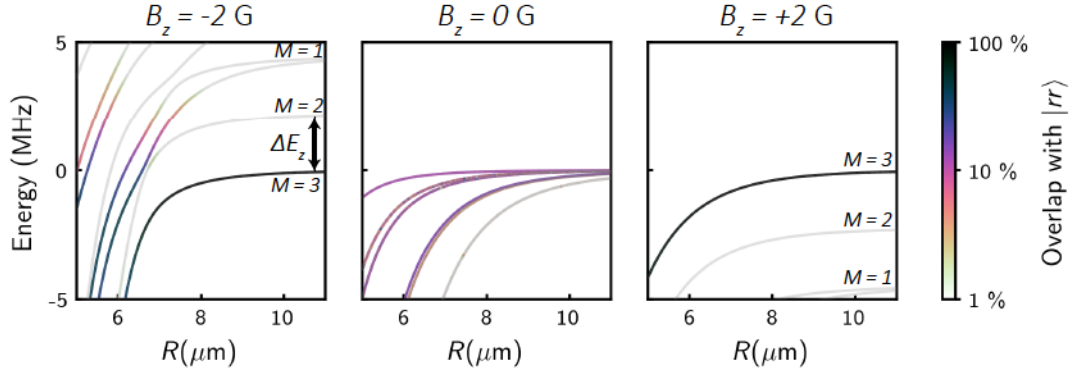 B_z = -2 G
B_z = 0 G
B_z = +2 G
Energy (MHz)
5
0
-5
M = 1
M = 2
ΔE_z
M = 3
6 8 10
R(μm)
6 8 10
R(μm)
M = 3
M = 2
M = 1
6 8 10
R(μm)
100 %
10 %
1 %
Overlap with |rr⟩